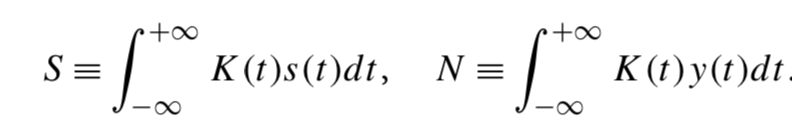 S ≡ ∫_{−∞}^{+∞} K(t)s(t)dt, N ≡ ∫_{−∞}^{+∞} K(t)y(t)dt.